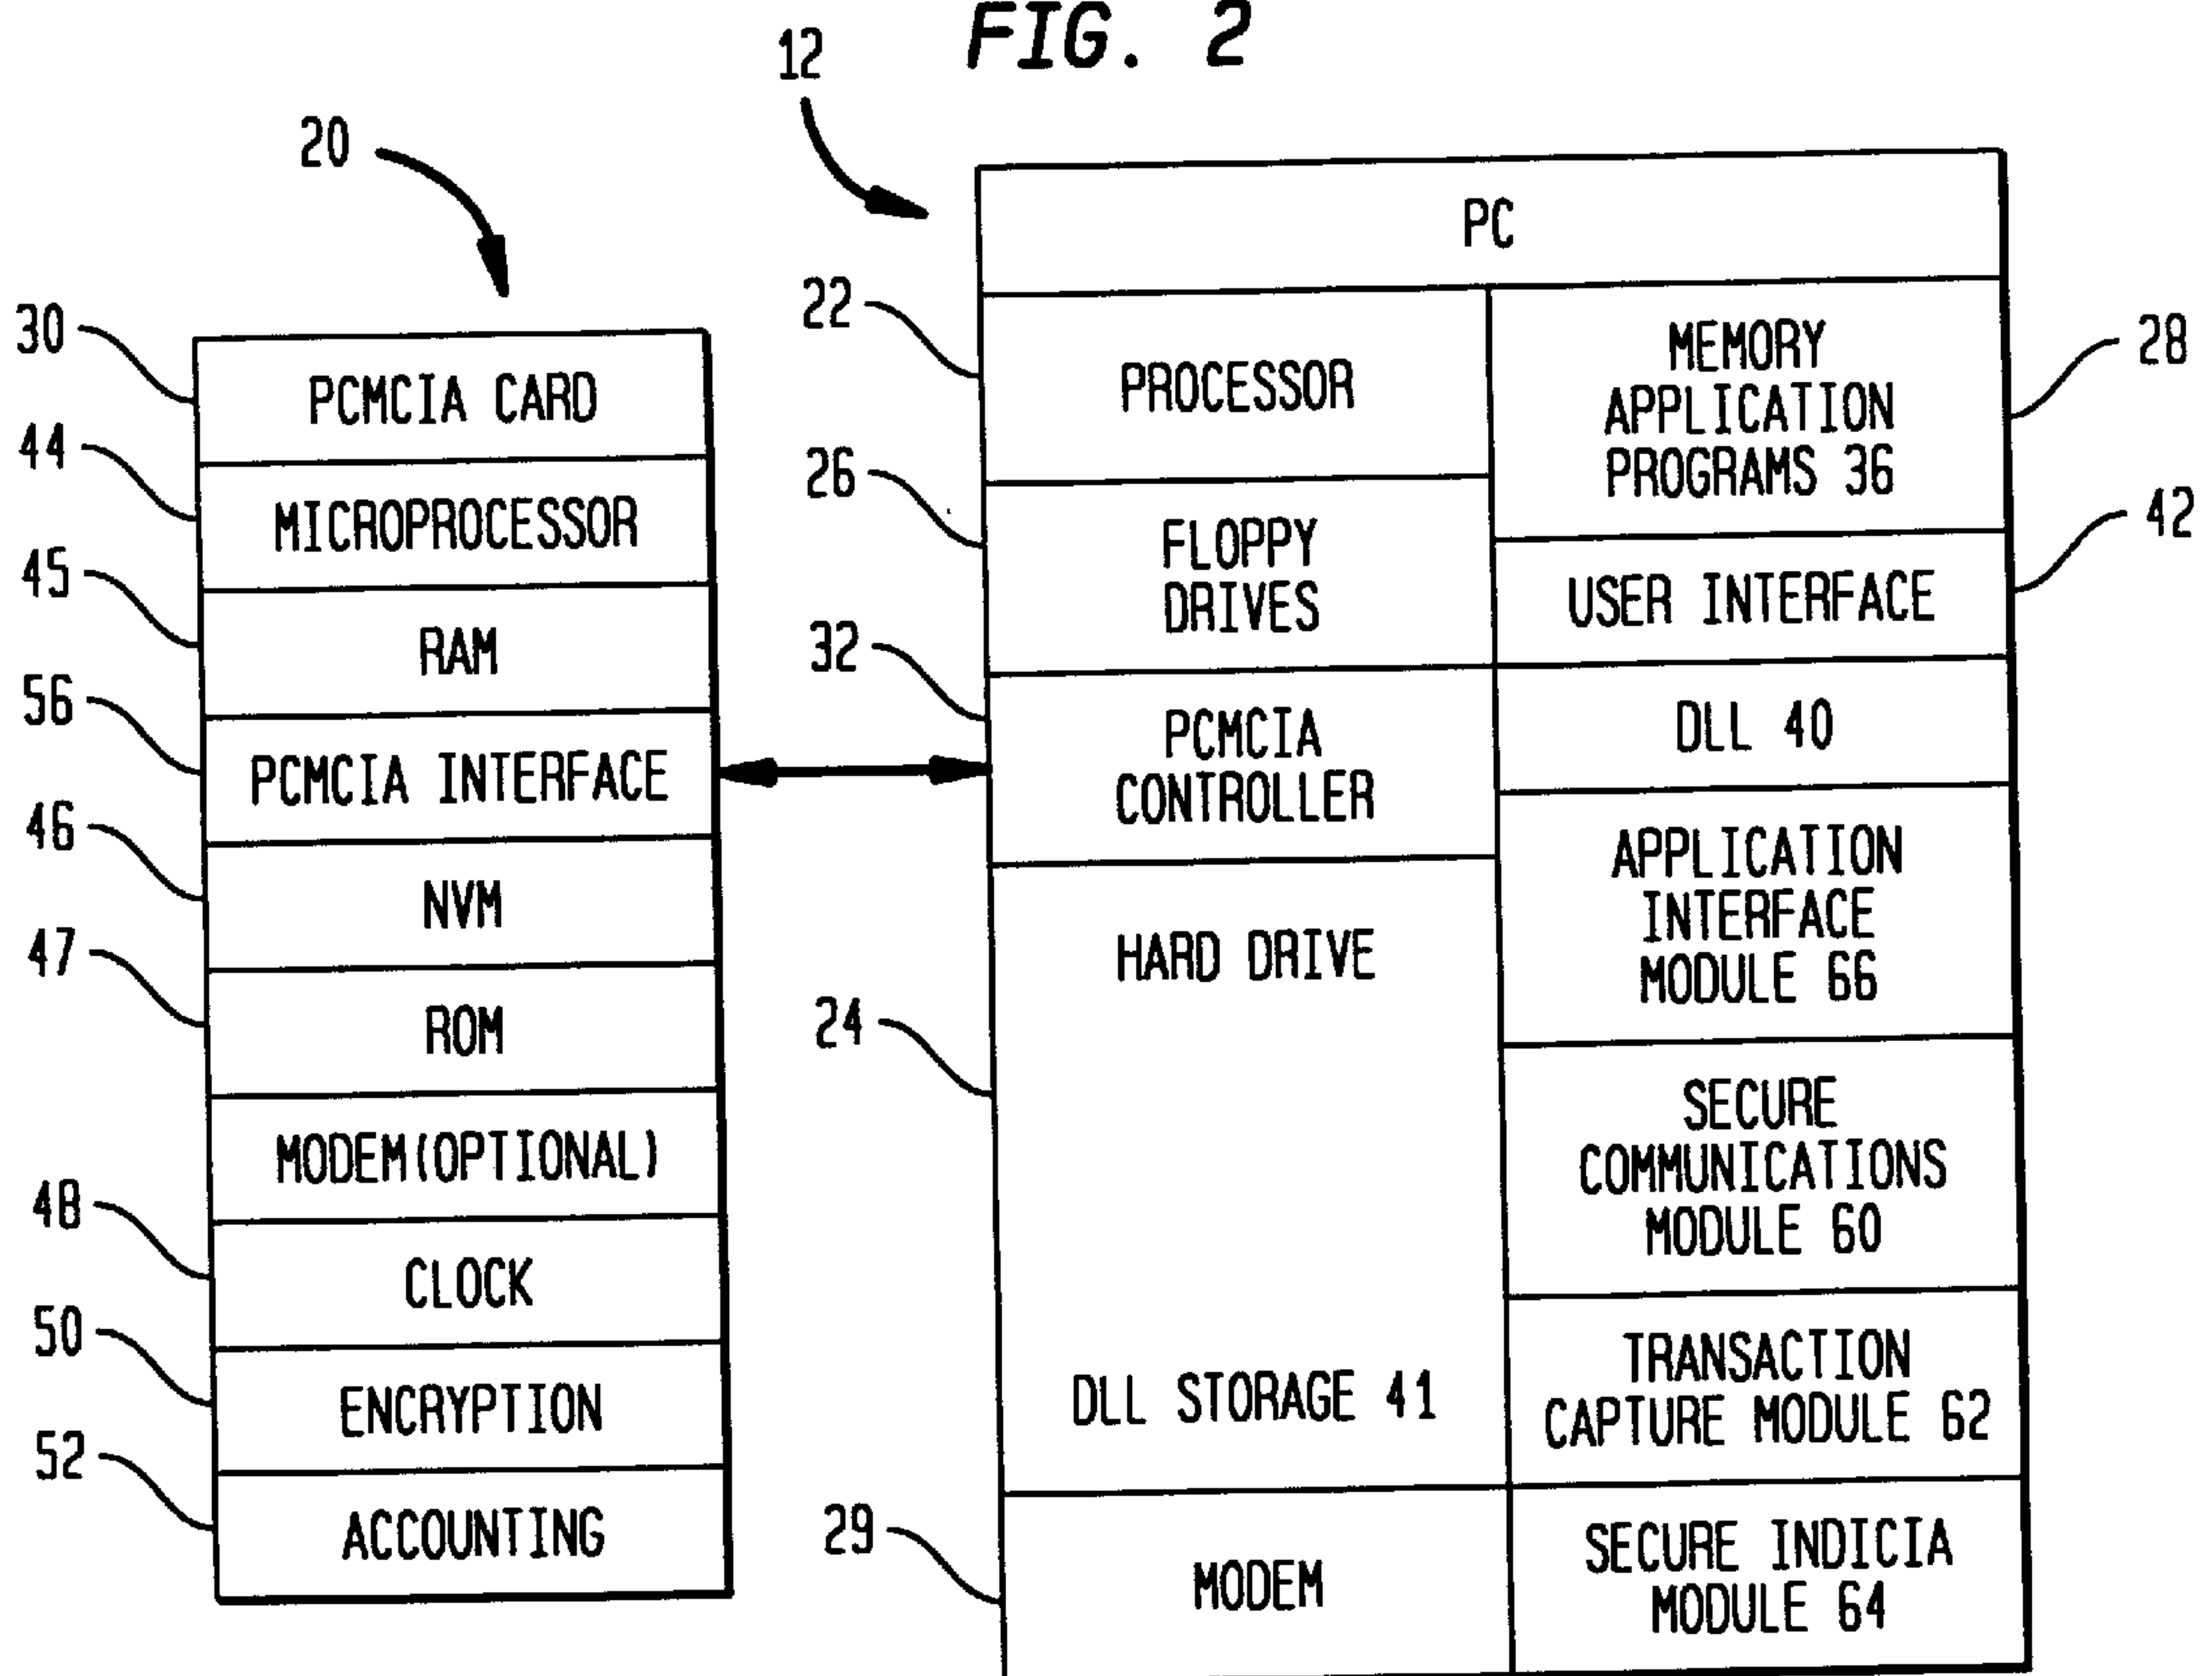 FIG. 2
12
20
30
PCMCIA CARD
44
MICROPROCESSOR
45
RAM
56
PCMCIA INTERFACE
46
NVM
47
ROM
MODEM(OPTIONAL)
48
CLOCK
50
ENCRYPTION
52
ACCOUNTING
PC
22
PROCESSOR
26
FLOPPY
DRIVES
32
PCMCIA
CONTROLLER
24
HARD DRIVE
DLL STORAGE 41
29
MODEM
28
MEMORY
APPLICATION
PROGRAMS 36
42
USER INTERFACE
DLL 40
APPLICATION
INTERFACE
MODULE 66
SECURE
COMMUNICATIONS
MODULE 60
TRANSACTION
CAPTURE MODULE 62
SECURE INDICIA
MODULE 64